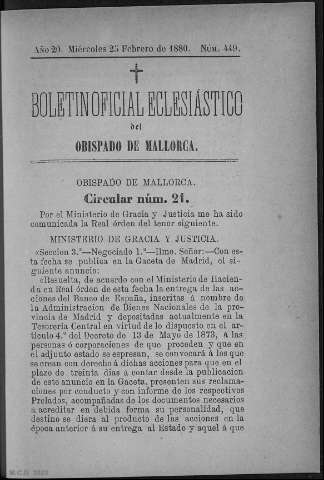 Año 20. Miércoles 25 Febrero de 1880. Núm. 449.
BOLETIN OFICIAL ECLESIÁSTICO
del
OBISPADO DE MALLORCA.
OBISPADO DE MALLORCA.
Circular núm. 21.
Por el Ministerio de Gracia y Justicia me ha sido
comunicada la Real órden del tenor siguiente.
MINISTERIO DE GRACIA Y JUSTICIA.
«Seccion 3.ª—Negociado 1.º—Ilmo. Señar:—Con es-
ta fecha se publica en la Gaceta de Madrid, el si-
guiente anuncio:
«Resuelta, de acuerdo con el Ministerio de Hacien-
da en Real órden de esta fecha la entrega de las ac-
ciones del Banco de España, inscritas á nombre de
la Administracion de Bienes Nacionales de la pro-
vincia de Madrid y depositadas actualmente en la
Tesorería Central en virtud de lo dispuesto en el ar-
tículo 4.º del Decreto de 13 de Mayo de 1873, a las
personas ó corporaciones de que proceden y que en
el adjunto estado se espresan, se convocará á los que
se crean con derecho á dichas acciones para que en el
plazo de treinta dias á contar desde la publicacion
de este anuncio en la Gaceta, presenten sus reclama-
ciones por conducto y con informe de los respectivos
Prelados, acompañadas de los documentos necesarios
a acreditar en debida forma su personalidad, que
destino se diera al producto de las acciones en la
época anterior á su entrega al Estado y aquel á que